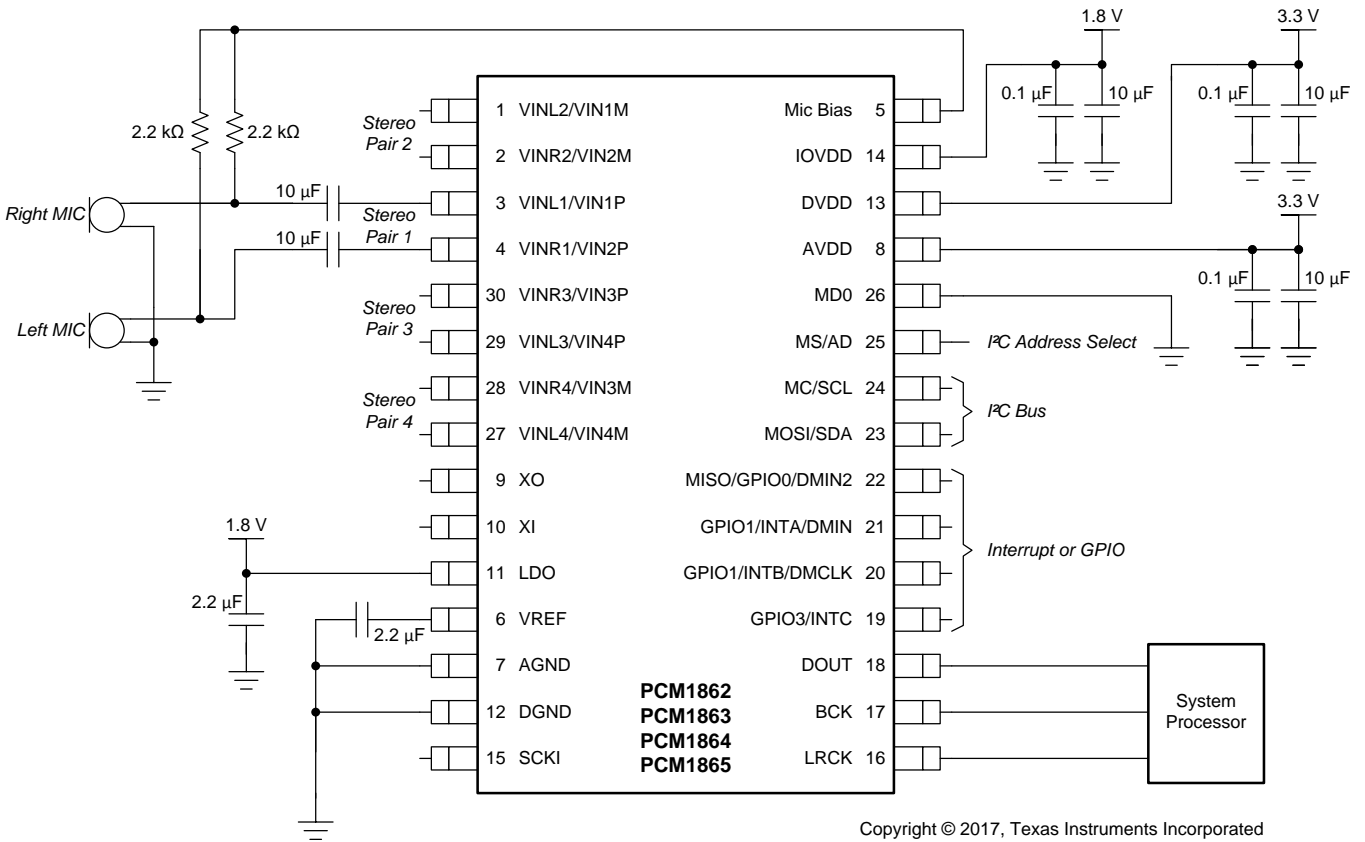 1.8 V
3.3 V
0.1 µF
10 µF
0.1 µF
10 µF
2.2 kΩ
2.2 kΩ
Stereo
Pair 2
1 VINL2/VIN1M
Mic Bias 5
2 VINR2/VIN2M
IOVDD 14
10 µF
3 VINL1/VIN1P
DVDD 13
3.3 V
Right MIC
Stereo
Pair 1
10 µF
4 VINR1/VIN2P
AVDD 8
0.1 µF
10 µF
30 VINR3/VIN3P
MD0 26
Stereo
Pair 3
Left MIC
29 VINL3/VIN4P
MS/AD 25
I²C Address Select
Stereo
Pair 4
28 VINR4/VIN3M
MC/SCL 24
I²C Bus
27 VINL4/VIN4M
MOSI/SDA 23
9 XO
MISO/GPIO0/DMIN2 22
1.8 V
10 XI
GPIO1/INTA/DMIN 21
Interrupt or GPIO
11 LDO
GPIO1/INTB/DMCLK 20
2.2 µF
2.2 µF
6 VREF
GPIO3/INTC 19
7 AGND
DOUT 18
PCM1862
12 DGND
PCM1863
BCK 17
System
Processor
PCM1864
15 SCKI
PCM1865
LRCK 16
Copyright © 2017, Texas Instruments Incorporated